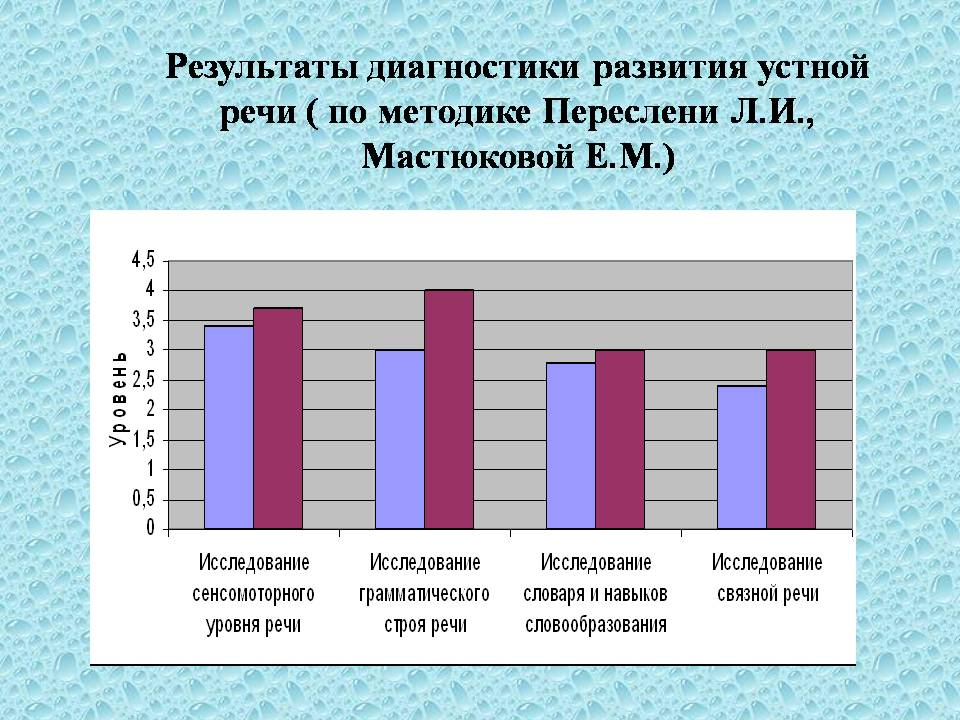 Результаты диагностики развития устной
речи ( по методике Переслени Л.И.,
Мастюковой Е.М.)
Уровень
4,5
4
3,5
3
2,5
2
1,5
1
0,5
0
Исследование
сенсомоторного
уровня речи
Исследование
грамматического
строя речи
Исследование
словаря и навыков
словообразования
Исследование
связной речи